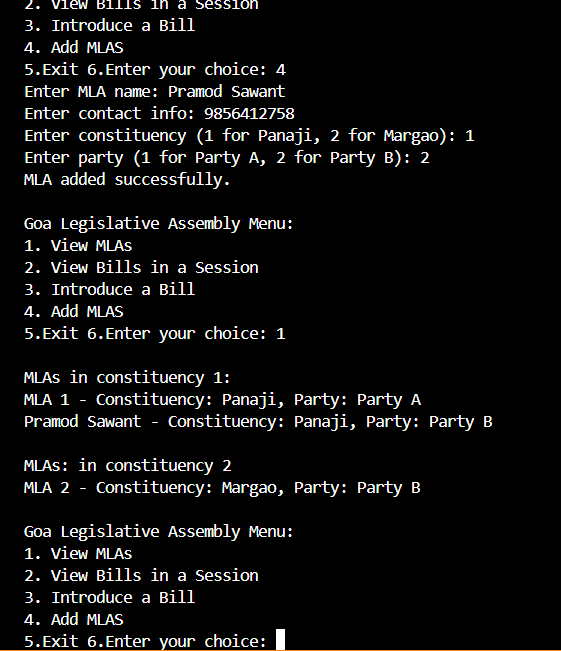 2. View Bills in a Session
3. Introduce a Bill
4. Add MLAS
5.Exit 6.Enter your choice: 4
Enter MLA name: Pramod Sawant
Enter contact info: 9856412758
Enter constituency (1 for Panaji, 2 for Margao): 1
Enter party (1 for Party A, 2 for Party B): 2
MLA added successfully.
Goa Legislative Assembly Menu:
1. View MLAs
2. View Bills in a Session
3. Introduce a Bill
4. Add MLAS
5.Exit 6.Enter your choice: 1
MLAs in constituency 1:
MLA 1 - Constituency: Panaji, Party: Party A
Pramod Sawant - Constituency: Panaji, Party: Party B
MLAs: in constituency 2
MLA 2 - Constituency: Margao, Party: Party B
Goa Legislative Assembly Menu:
1. View MLAs
2. View Bills in a Session
3. Introduce a Bill
4. Add MLAS
5.Exit 6.Enter your choice: